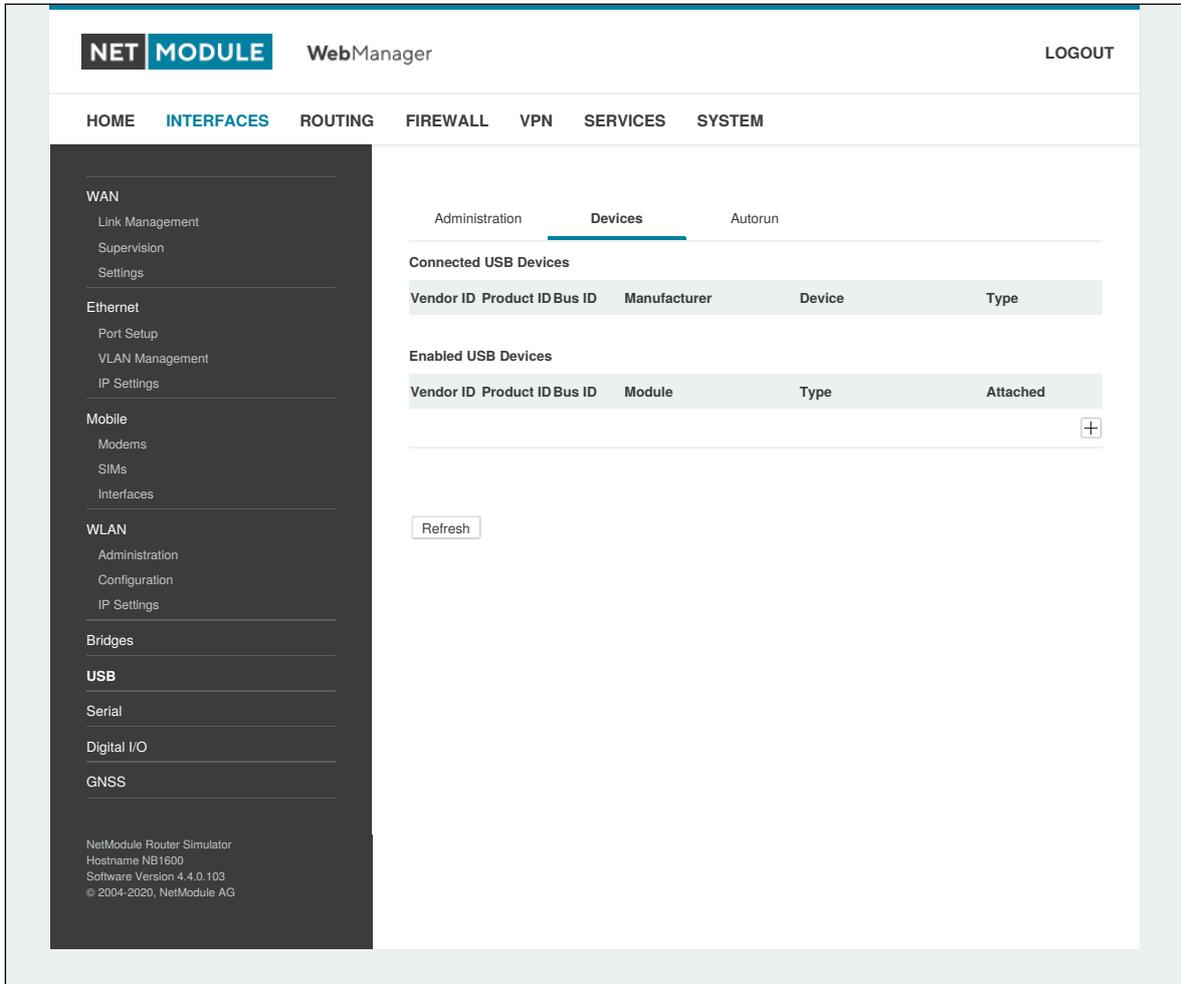 NET MODULE WebManager LOGOUT
HOME INTERFACES ROUTING FIREWALL VPN SERVICES SYSTEM
WAN
Link Management
Supervision
Settings
Ethernet
Port Setup
VLAN Management
IP Settings
Mobile
Modems
SIMs
Interfaces
WLAN
Administration
Configuration
IP Settings
Bridges
USB
Serial
Digital I/O
GNSS
NetModule Router Simulator
Hostname NB1600
Software Version 4.4.0.103
© 2004-2020, NetModule AG
Administration Devices Autorun
Connected USB Devices
Vendor ID Product ID Bus ID Manufacturer Device Type
Enabled USB Devices
Vendor ID Product ID Bus ID Module Type Attached
Refresh